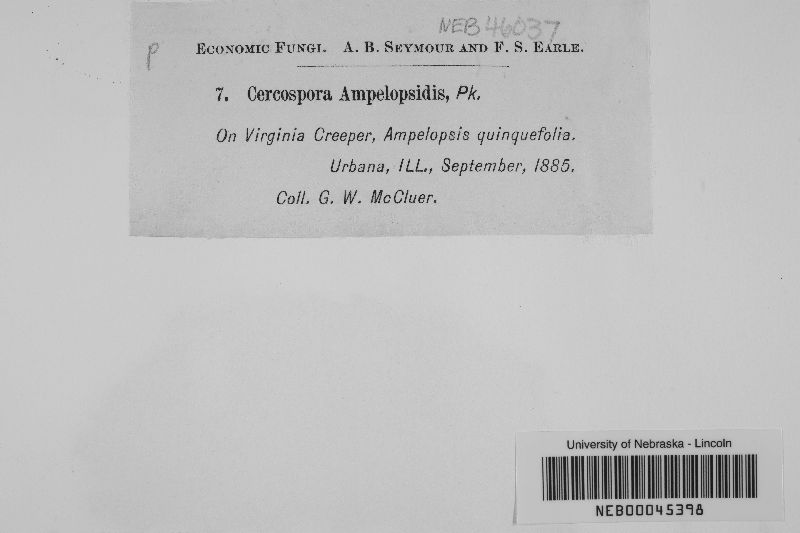 NEB 46037
P
Economic Fungi. A. B. Seymour and F. S. Earle.
7. Cercospora Ampelopsidis, Pk.
On Virginia Creeper, Ampelopsis quinquefolia.
Urbana, ILL., September, 1885.
Coll. G. W. McCluer.
University of Nebraska - Lincoln
NEB00045398